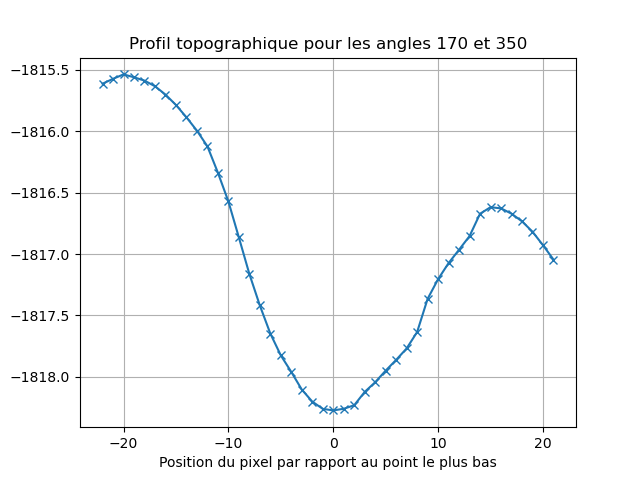 Profil topographique pour les angles 170 et 350
−1815.5
−1816.0
−1816.5
−1817.0
−1817.5
−1818.0
−20 −10 0 10 20
Position du pixel par rapport au point le plus bas